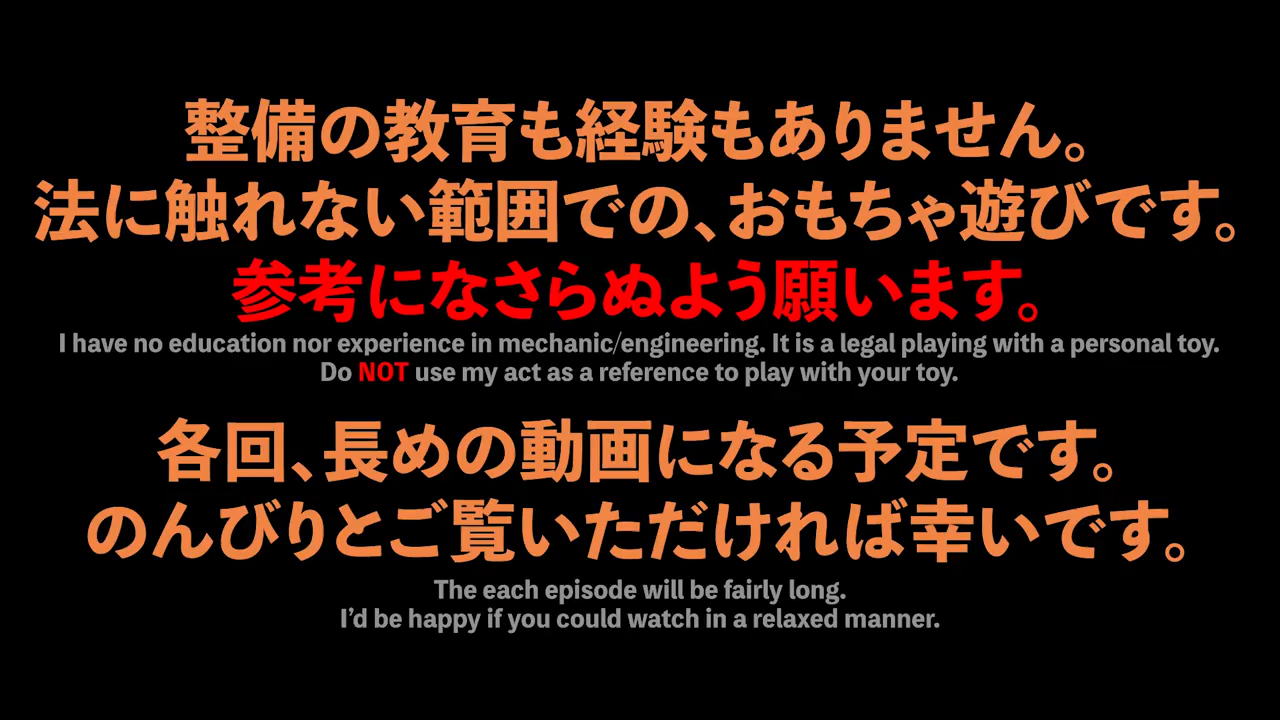 整備の教育も経験もありません。
法に触れない範囲での、おもちゃ遊びです。
参考になさらぬよう願います。
I have no education nor experience in mechanic/engineering. It is a legal playing with a personal toy.
Do NOT use my act as a reference to play with your toy.
各回、長めの動画になる予定です。
のんびりとご覧いただければ幸いです。
The each episode will be fairly long.
I’d be happy if you could watch in a relaxed manner.